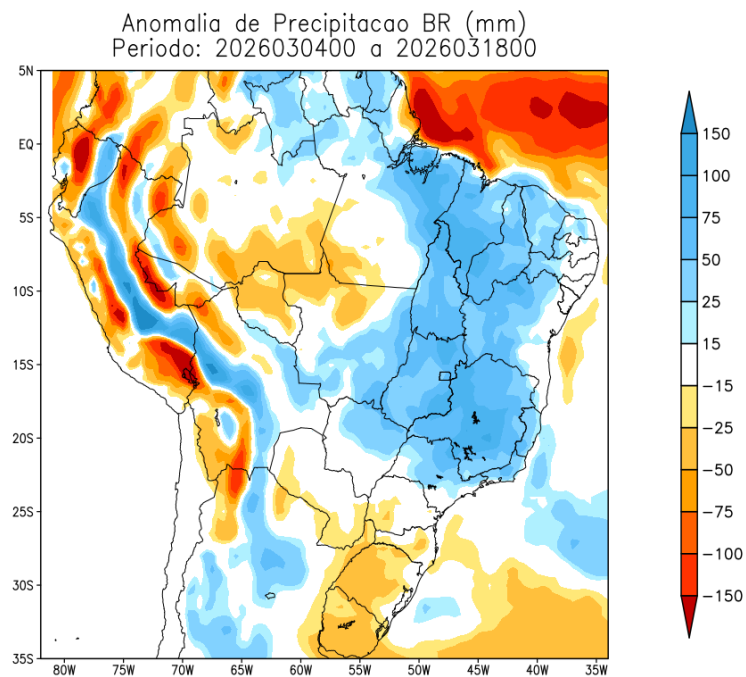 Anomalia de Precipitacao BR (mm)
Periodo: 2026030400 a 2026031800
5N
EQ
5S
10S
15S
20S
25S
30S
35S
80W 75W 70W 65W 60W 55W 50W 45W 40W 35W
150
100
75
50
25
15
-15
-25
-50
-75
-100
-150